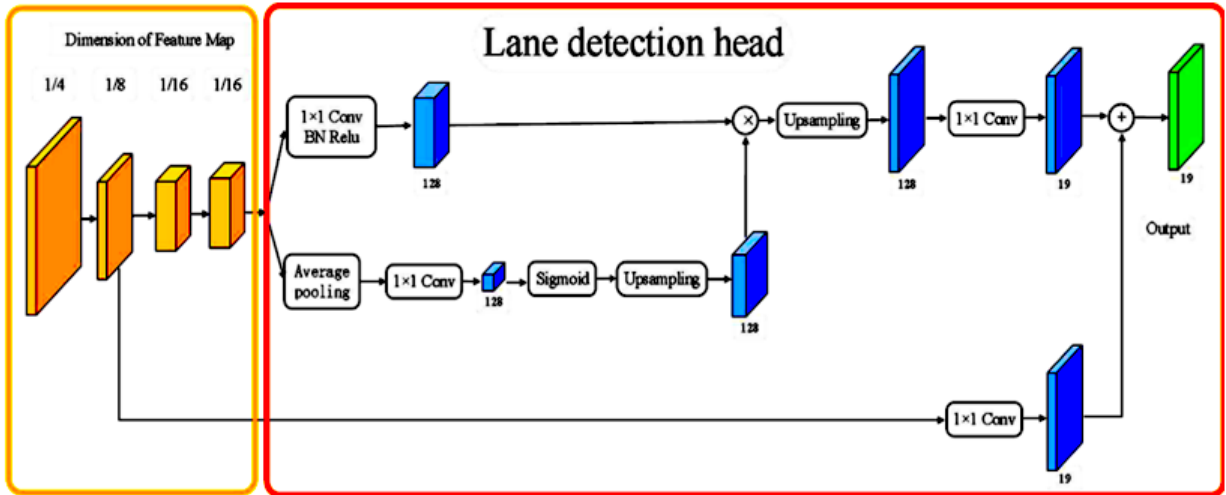 Dimension of Feature Map
1/4 1/8 1/16 1/16
Lane detection head
1×1 Conv
BN Relu
128
×
Upsampling
128
1×1 Conv
19
+
19
Output
Average
pooling
1×1 Conv
128
Sigmoid
Upsampling
128
1×1 Conv
19